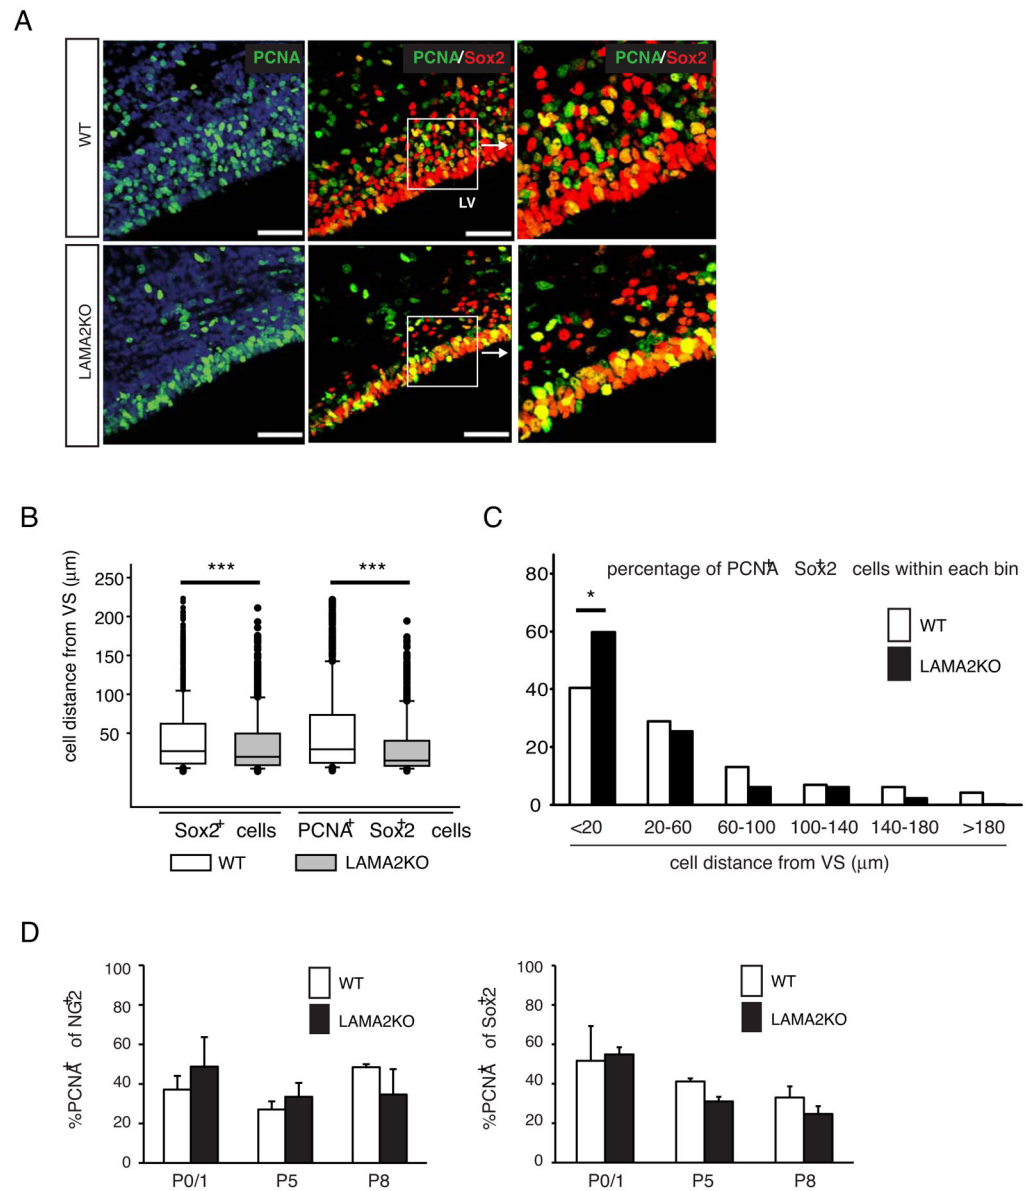 A
WT
PCNA
PCNA/Sox2
PCNA/Sox2
LV
LAMA2KO
B
cell distance from VS (μm)
250
200
150
100
50
***
***
Sox2+ cells
PCNA+ Sox2+ cells
WT
LAMA2KO
C
percentage of PCNA+ Sox2+ cells within each bin
80
60
40
20
0
*
WT
LAMA2KO
<20 20-60 60-100 100-140 140-180 >180
cell distance from VS (μm)
D
%PCNA+ of NG2+
100
80
60
40
20
0
WT
LAMA2KO
P0/1 P5 P8
%PCNA+ of Sox2+
100
80
60
40
20
0
WT
LAMA2KO
P0/1 P5 P8